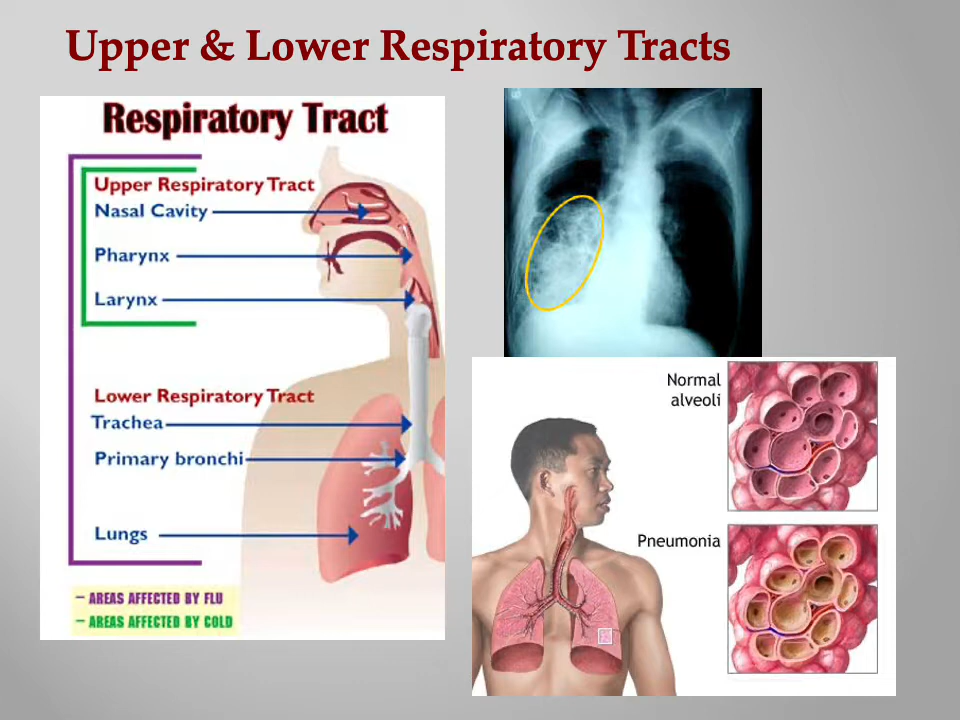 Upper & Lower Respiratory Tracts
Respiratory Tract
Upper Respiratory Tract
Nasal Cavity
Pharynx
Larynx
Lower Respiratory Tract
Trachea
Primary bronchi
Lungs
– AREAS AFFECTED BY FLU
– AREAS AFFECTED BY COLD
Normal
alveoli
Pneumonia